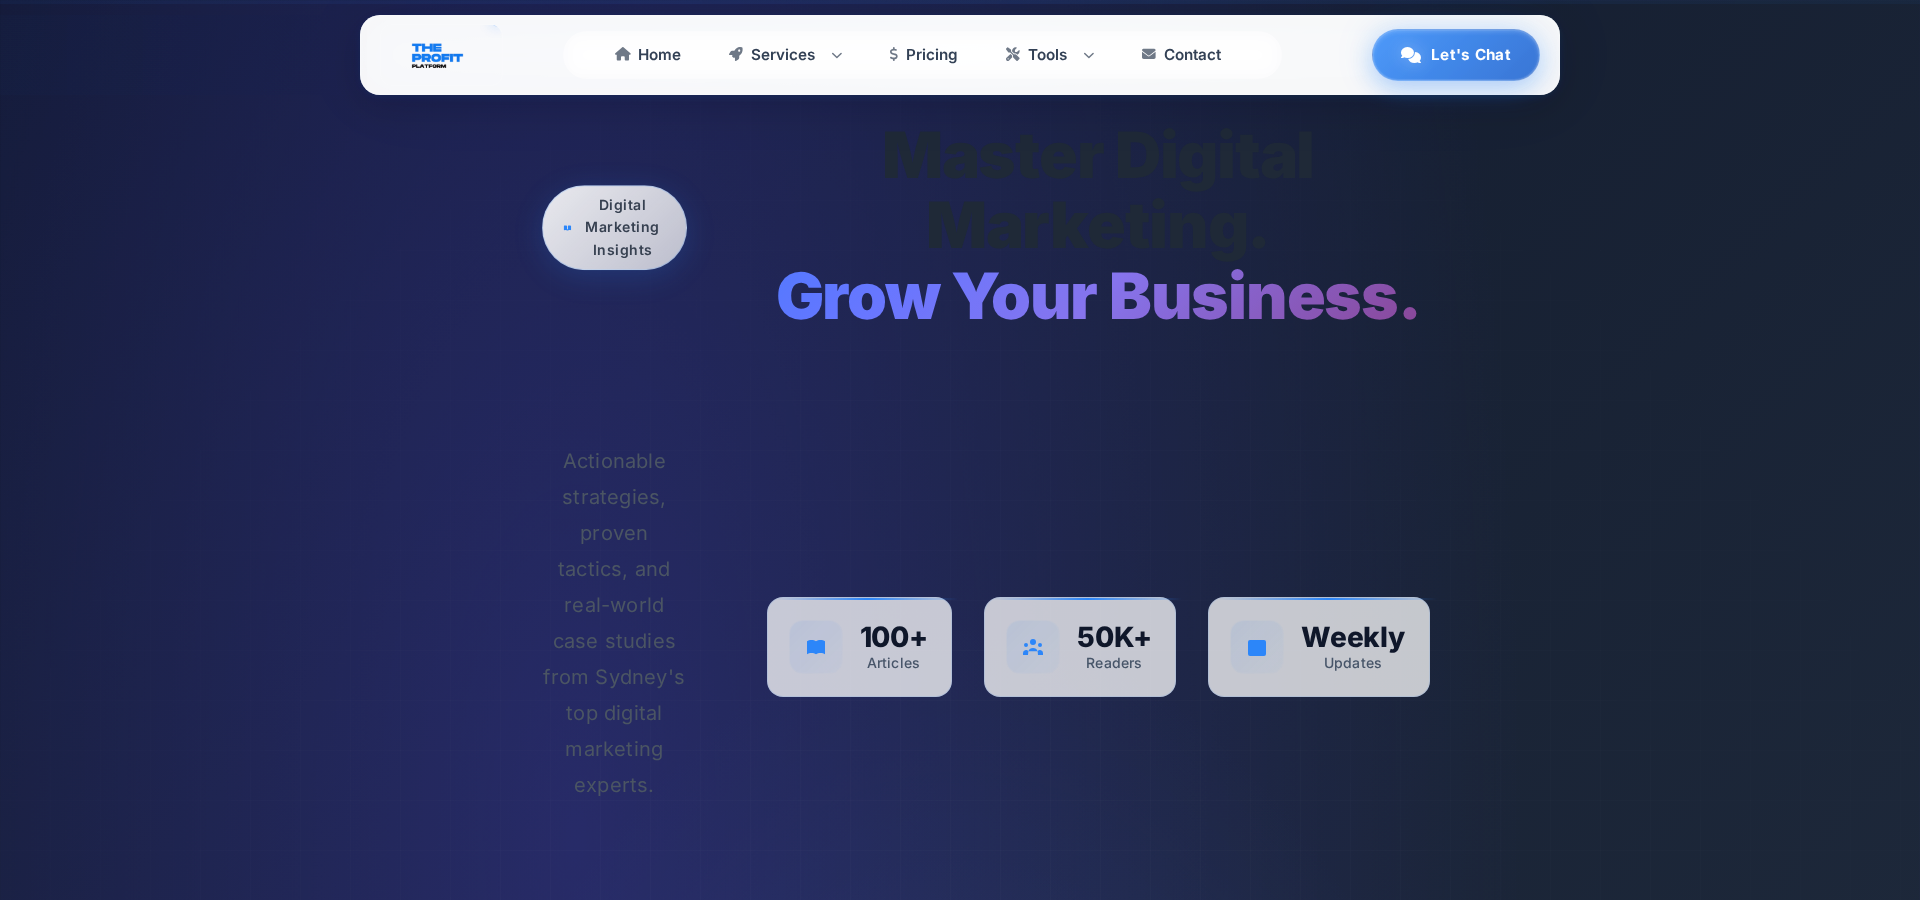 THE
PROFIT
PLATFORM
Home
Services
Pricing
Tools
Contact
Let's Chat
Master Digital
Marketing.
Grow Your Business.
Digital
Marketing
Insights
Actionable
strategies,
proven
tactics, and
real-world
case studies
from Sydney's
top digital
marketing
experts.
100+
Articles
50K+
Readers
Weekly
Updates